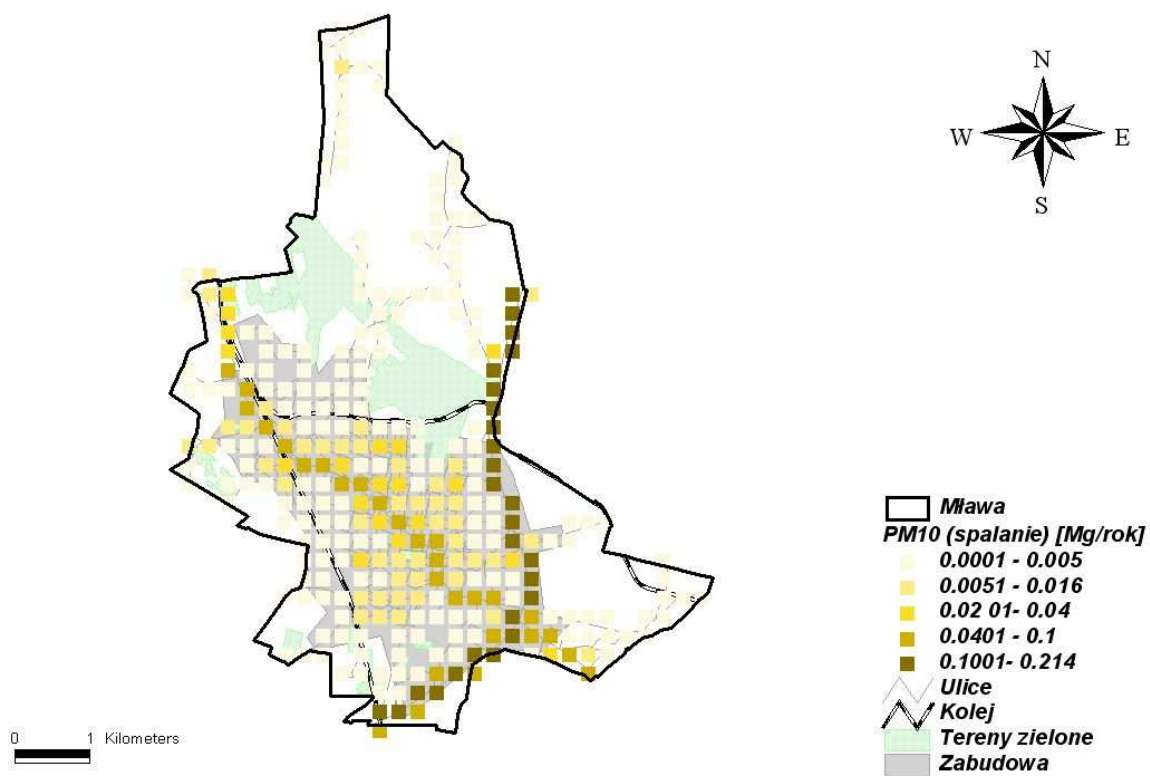 N
W E
S
Mława
PM10 (spalanie) [Mg/rok]
0.0001 - 0.005
0.0051 - 0.016
0.02 01- 0.04
0.0401 - 0.1
0.1001- 0.214
Ulice
Kolej
Tereny zielone
Zabudowa
0 1 Kilometers